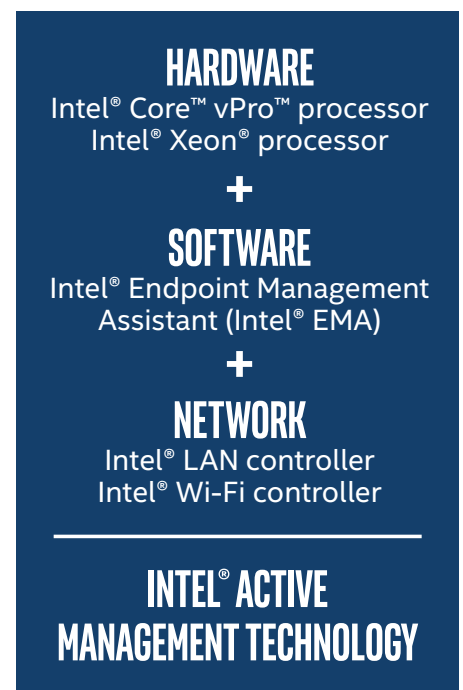 HARDWARE
Intel® Core™ vPro™ processor
Intel® Xeon® processor
+
SOFTWARE
Intel® Endpoint Management
Assistant (Intel® EMA)
+
NETWORK
Intel® LAN controller
Intel® Wi-Fi controller
INTEL® ACTIVE
MANAGEMENT TECHNOLOGY